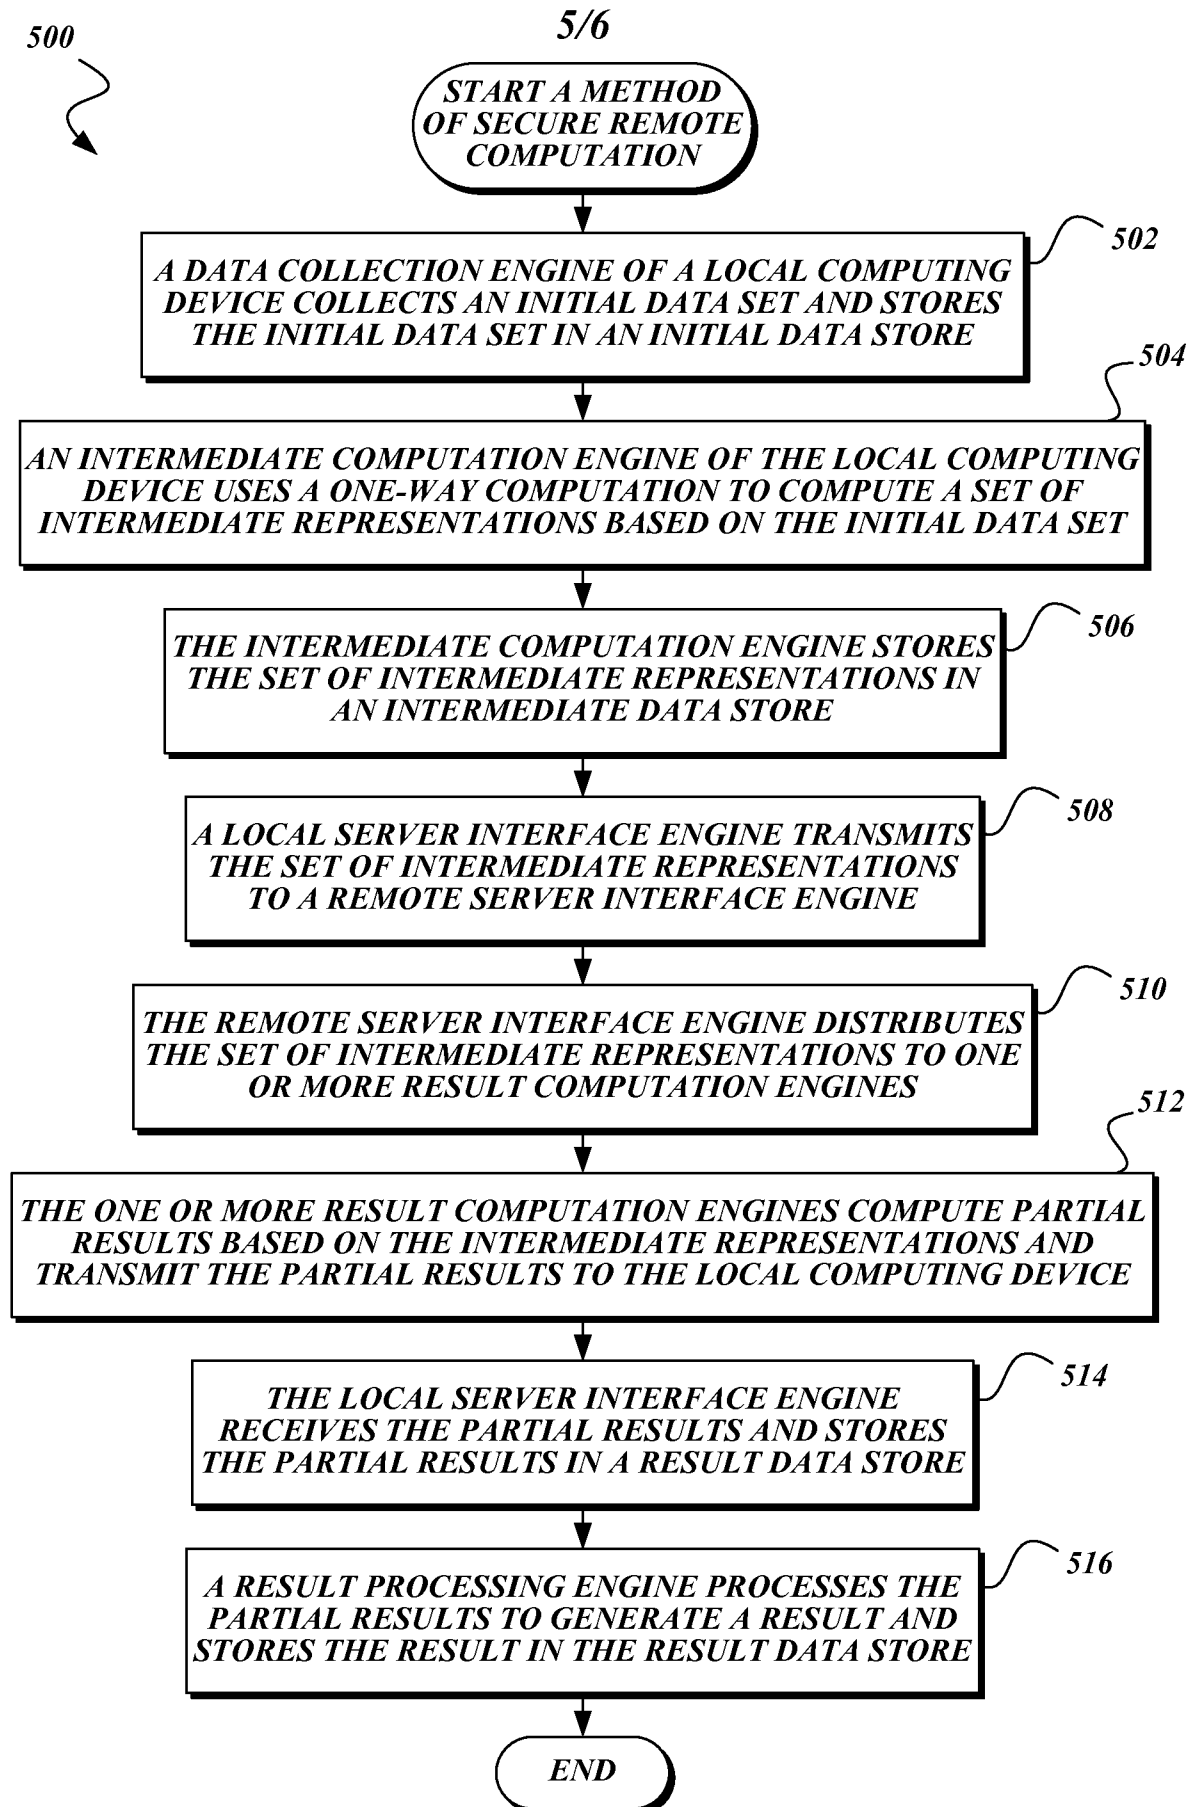 5/6
500
START A METHOD
OF SECURE REMOTE
COMPUTATION
502
A DATA COLLECTION ENGINE OF A LOCAL COMPUTING
DEVICE COLLECTS AN INITIAL DATA SET AND STORES
THE INITIAL DATA SET IN AN INITIAL DATA STORE
504
AN INTERMEDIATE COMPUTATION ENGINE OF THE LOCAL COMPUTING
DEVICE USES A ONE-WAY COMPUTATION TO COMPUTE A SET OF
INTERMEDIATE REPRESENTATIONS BASED ON THE INITIAL DATA SET
506
THE INTERMEDIATE COMPUTATION ENGINE STORES
THE SET OF INTERMEDIATE REPRESENTATIONS IN
AN INTERMEDIATE DATA STORE
508
A LOCAL SERVER INTERFACE ENGINE TRANSMITS
THE SET OF INTERMEDIATE REPRESENTATIONS
TO A REMOTE SERVER INTERFACE ENGINE
510
THE REMOTE SERVER INTERFACE ENGINE DISTRIBUTES
THE SET OF INTERMEDIATE REPRESENTATIONS TO ONE
OR MORE RESULT COMPUTATION ENGINES
512
THE ONE OR MORE RESULT COMPUTATION ENGINES COMPUTE PARTIAL
RESULTS BASED ON THE INTERMEDIATE REPRESENTATIONS AND
TRANSMIT THE PARTIAL RESULTS TO THE LOCAL COMPUTING DEVICE
514
THE LOCAL SERVER INTERFACE ENGINE
RECEIVES THE PARTIAL RESULTS AND STORES
THE PARTIAL RESULTS IN A RESULT DATA STORE
516
A RESULT PROCESSING ENGINE PROCESSES THE
PARTIAL RESULTS TO GENERATE A RESULT AND
STORES THE RESULT IN THE RESULT DATA STORE
END